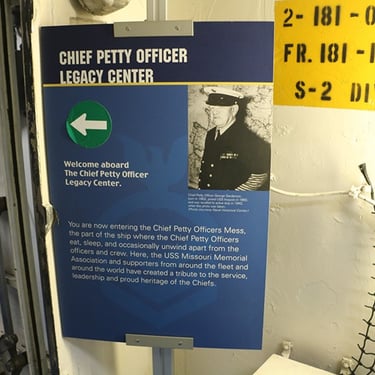 CHIEF PETTY OFFICER
LEGACY CENTER
2-181-0
FR. 181-1
S-2 DI
Welcome aboard
The Chief Petty Officer
Legacy Center.
You are now entering the Chief Petty Officers Mess,
the part of the ship where the Chief Petty Officers
eat, sleep, and occasionally unwind apart from the
officers and crew. Here, the USS Missouri Memorial
Association and supporters from around the fleet and
around the world have created a tribute to the service,
leadership and proud heritage of the Chiefs.